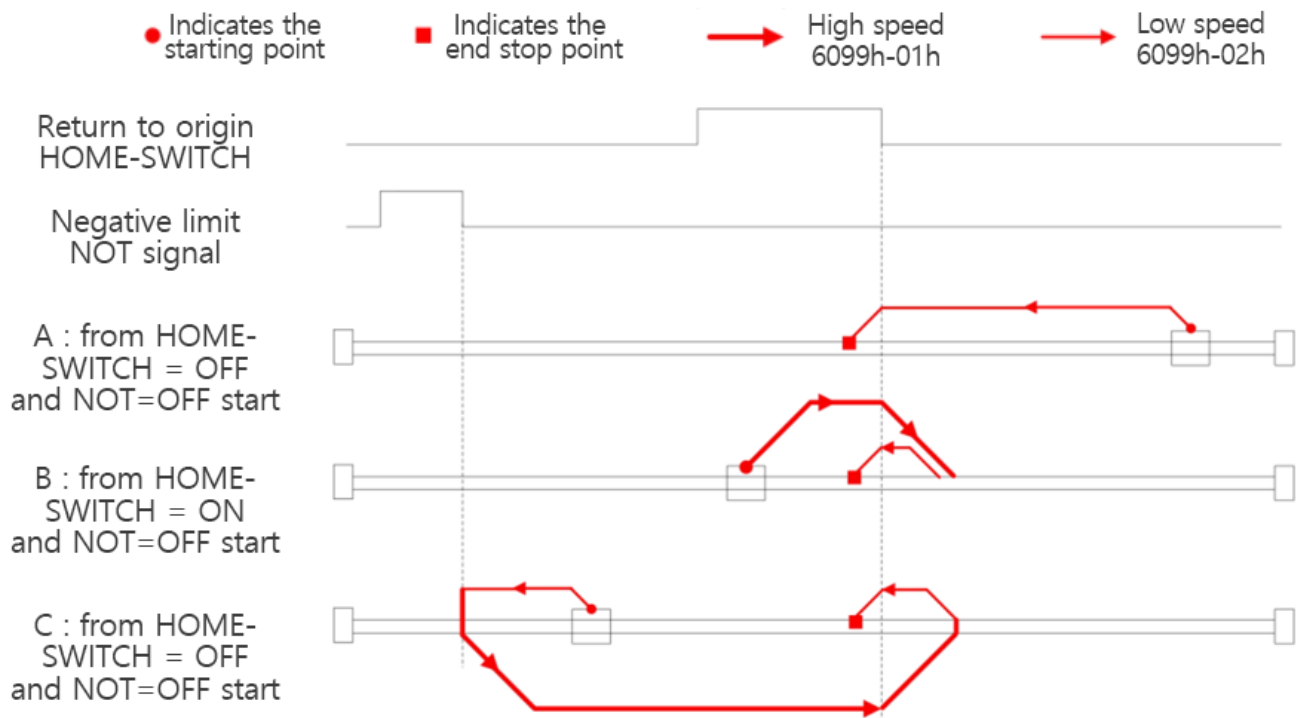 Indicates the
starting point
Indicates the
end stop point
High speed
6099h-01h
Low speed
6099h-02h
Return to origin
HOME-SWITCH
Negative limit
NOT signal
A : from HOME-
SWITCH = OFF
and NOT=OFF start
B : from HOME-
SWITCH = ON
and NOT=OFF start
C : from HOME-
SWITCH = OFF
and NOT=OFF start